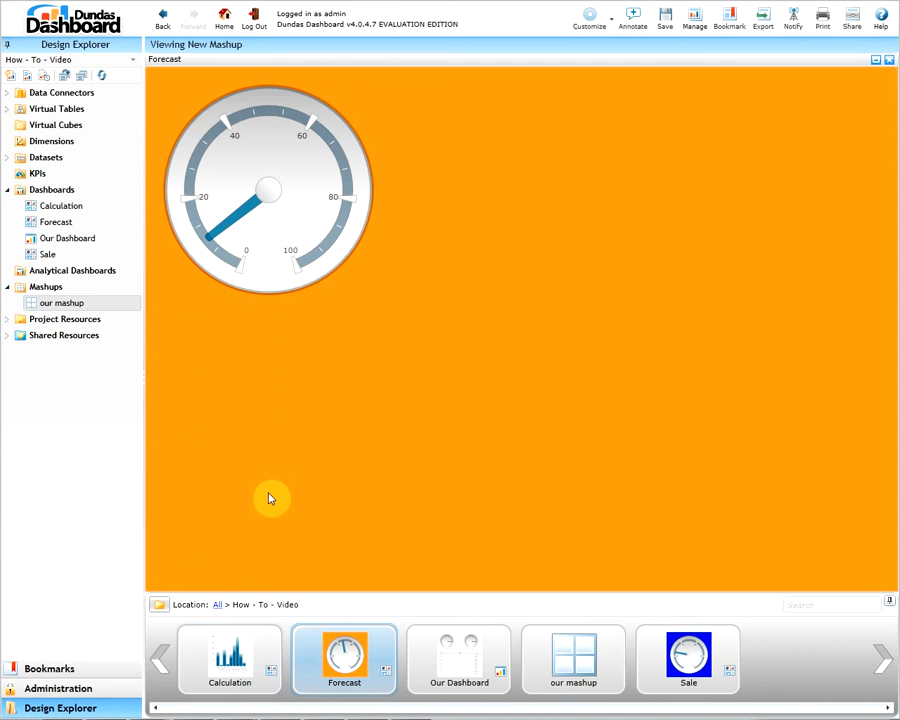 Dundas
Dashboard
Back
Forward
Home
Log Out
Logged in as admin
Dundas Dashboard v4.0.4.7 EVALUATION EDITION
Customize
Annotate
Save
Manage
Bookmark
Export
Notify
Print
Share
Help
Design Explorer
Viewing New Mashup
How - To - Video
Forecast
Data Connectors
Virtual Tables
Virtual Cubes
Dimensions
Datasets
KPIs
Dashboards
Calculation
Forecast
Our Dashboard
Sale
Analytical Dashboards
Mashups
our mashup
Project Resources
Shared Resources
40
60
20
80
0
100
Location: All > How - To - Video
Search
Calculation
Forecast
Our Dashboard
our mashup
Sale
Bookmarks
Administration
Design Explorer